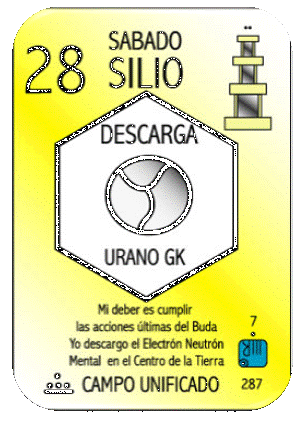 28
SABADO
SILIO
DESCARGA
URANO GK
Mi deber es cumplir
las acciones últimas del Buda
Yo descargo el Electrón Neutrón
Mental en el Centro de la Tierra
7
CAMPO UNIFICADO
287